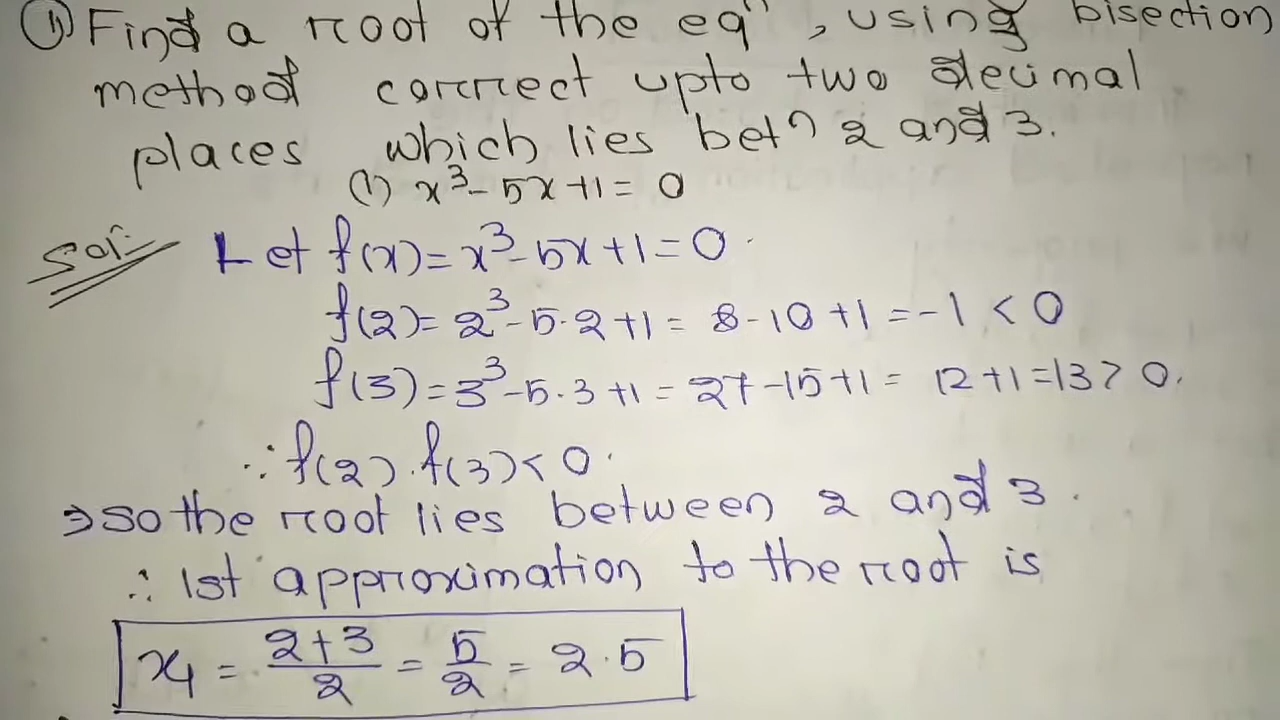 ① Find a root of the eqⁿ, using bisection
method correct upto two decimal
places which lies betⁿ 2 and 3.
(1) x³-5x+1=0
Solⁿ: Let f(x)=x³-5x+1=0.
f(2)=2³-5·2+1=8-10+1=-1<0
f(3)=3³-5·3+1=27-15+1=12+1=13>0.
∵f(2).f(3)<0.
⇒So the root lies between 2 and 3.
∴ 1st approximation to the root is
x₁ = (2+3)/2 = 5/2 = 2.5